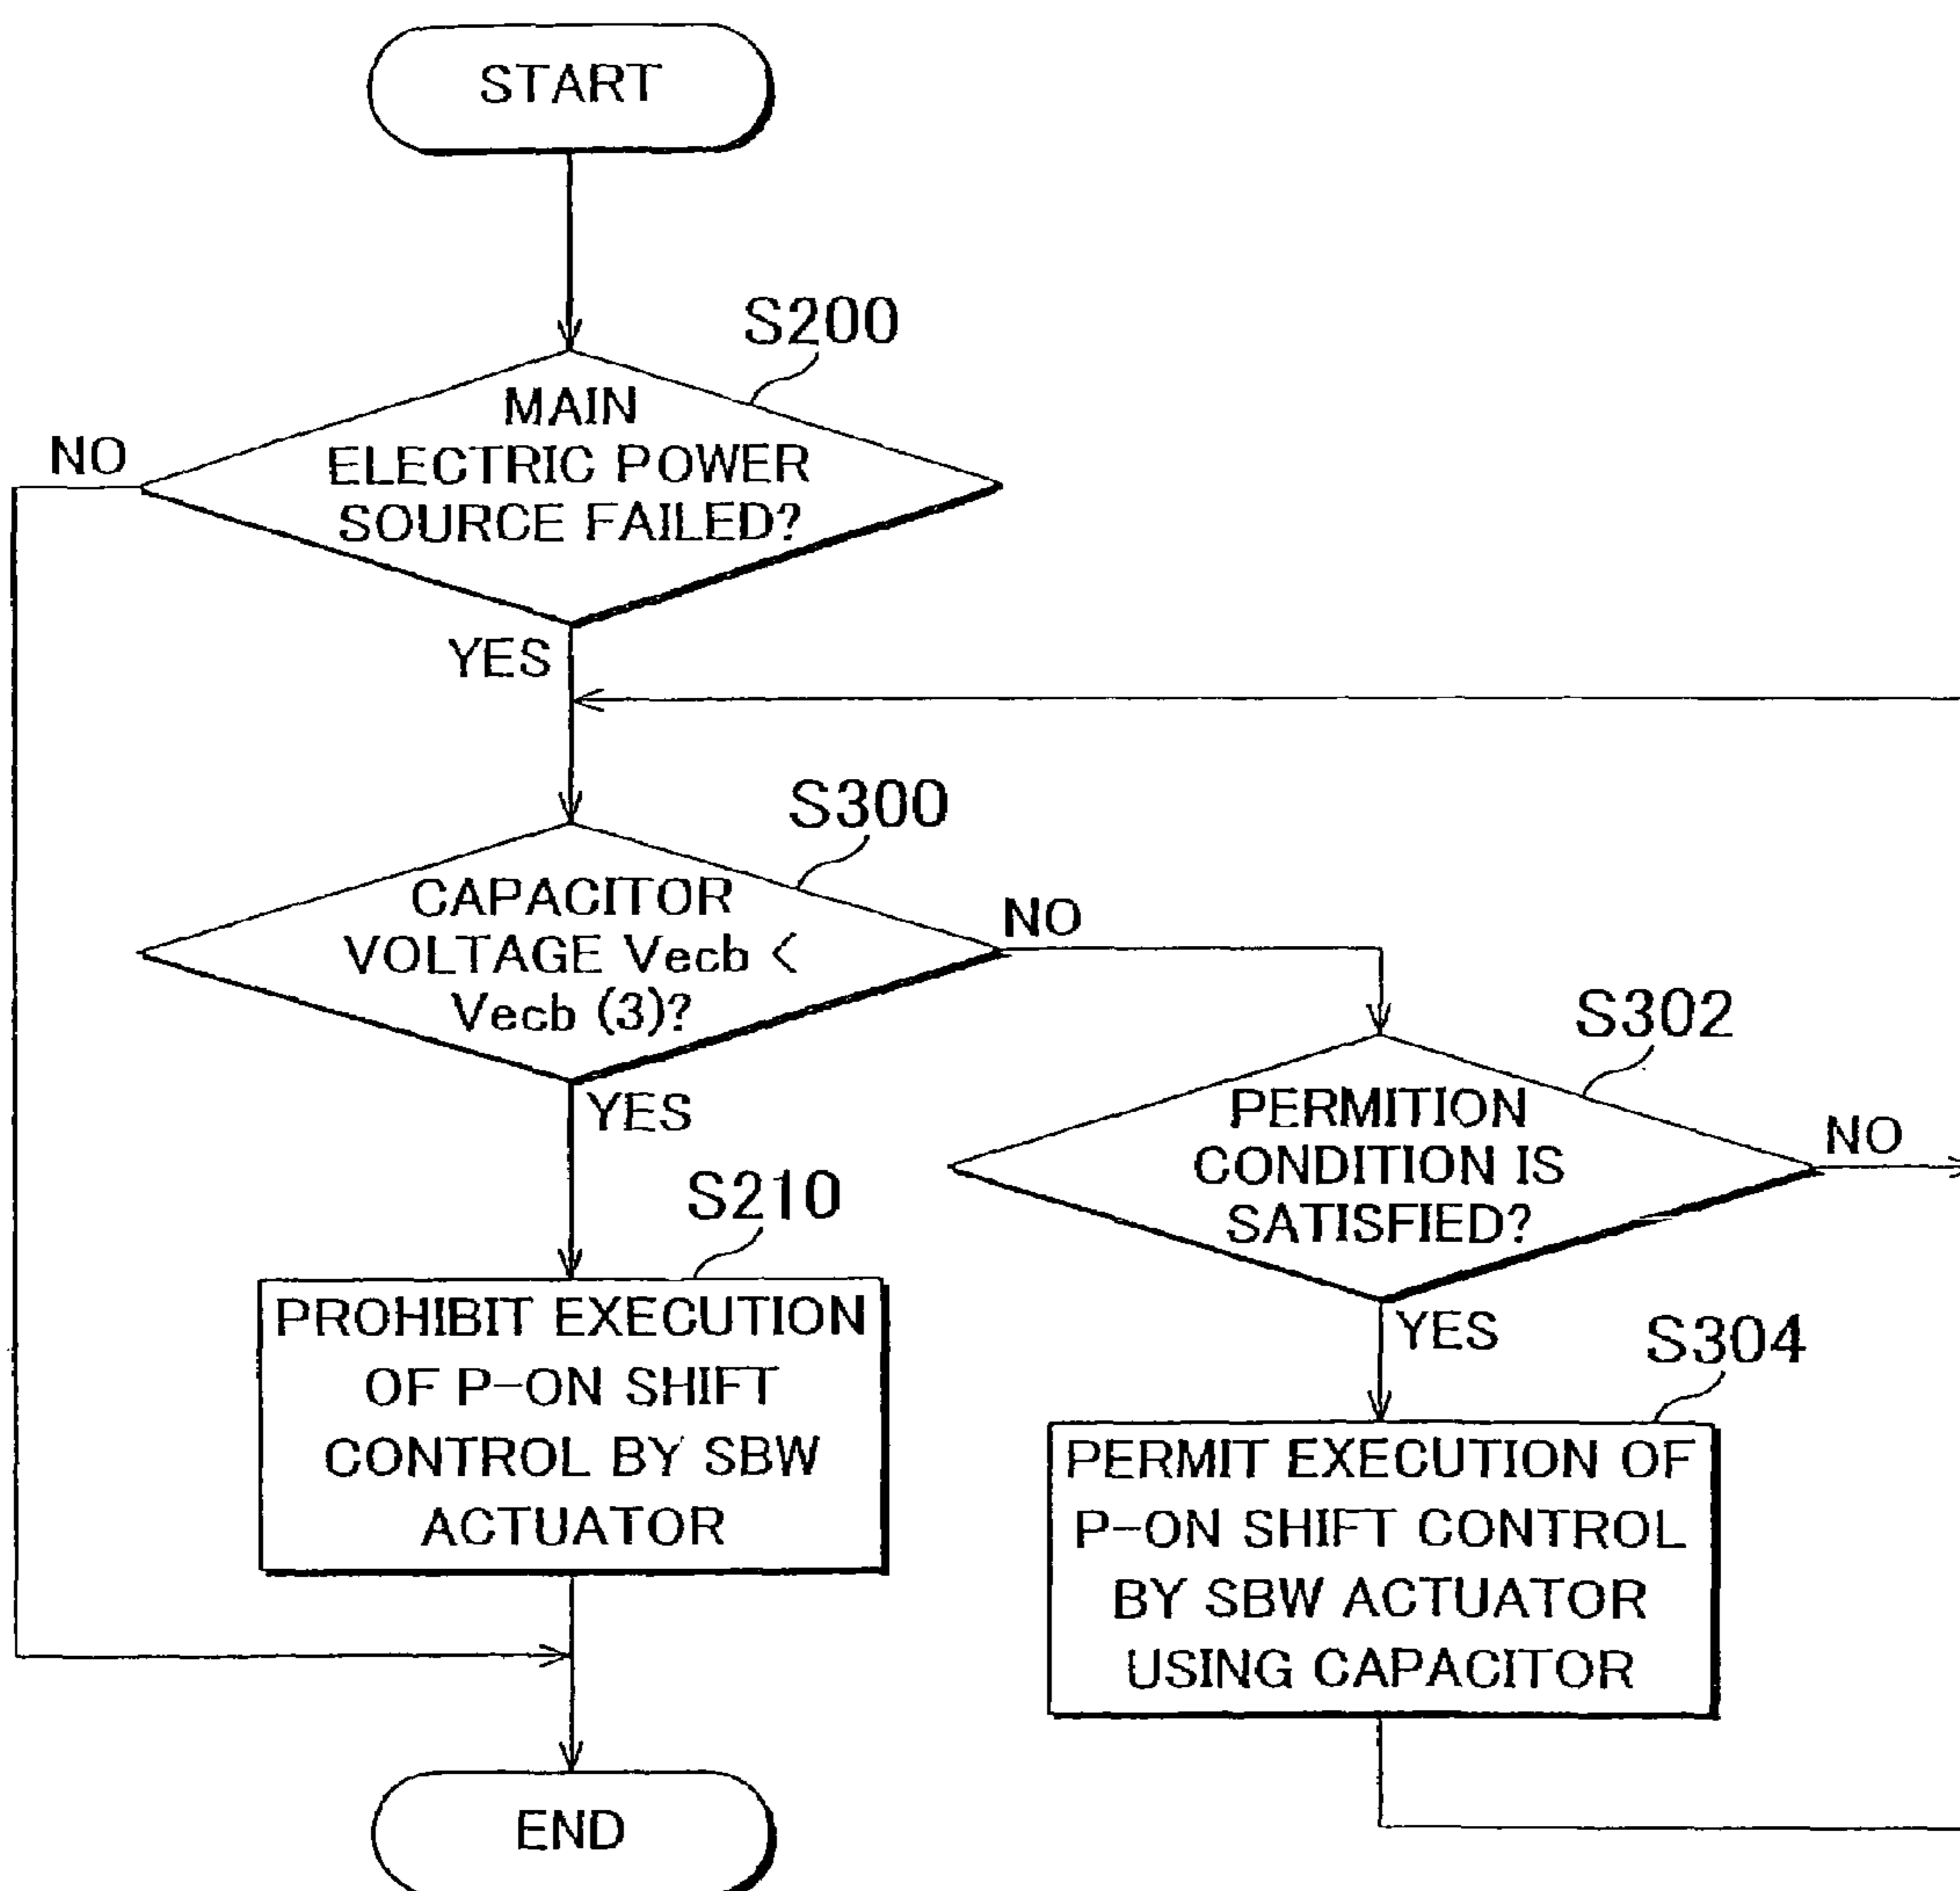 START
S200
MAIN
ELECTRIC POWER
SOURCE FAILED?
NO
YES
S300
CAPACITOR
VOLTAGE Vecb <
Vecb (3)?
NO
YES
S302
PERMITION
CONDITION IS
SATISFIED?
NO
YES
S210
PROHIBIT EXECUTION
OF P-ON SHIFT
CONTROL BY SBW
ACTUATOR
S304
PERMIT EXECUTION OF
P-ON SHIFT CONTROL
BY SBW ACTUATOR
USING CAPACITOR
END